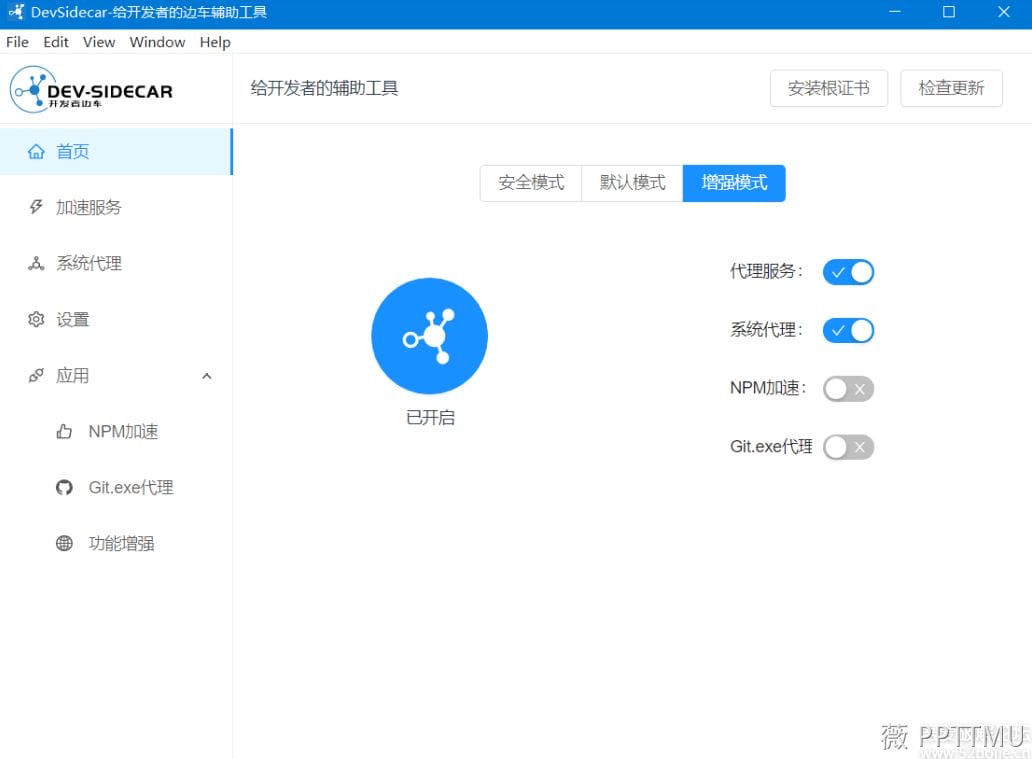 DevSidecar-给开发者的边车辅助工具
File Edit View Window Help
DEV-SIDECAR
开发者边车
给开发者的辅助工具
安装根证书
检查更新
首页
加速服务
系统代理
设置
应用
NPM加速
Git.exe代理
功能增强
安全模式
默认模式
增强模式
已开启
代理服务：
系统代理：
NPM加速：
Git.exe代理
薇 PPTTMU
www.52pojie.cn